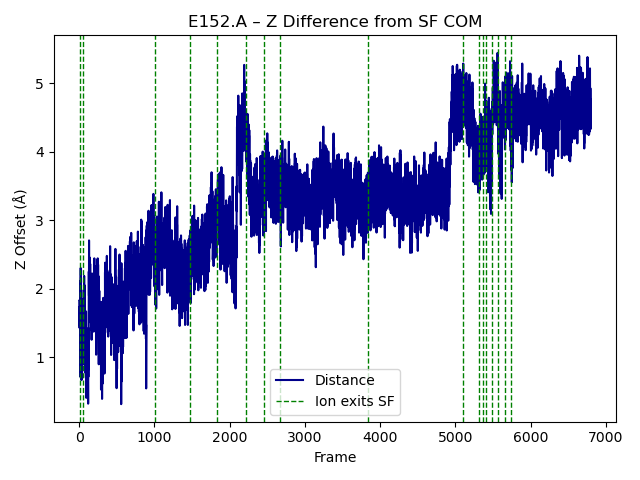 E152.A – Z Difference from SF COM
Z Offset (Å)
5
4
3
2
1
Distance
Ion exits SF
0 1000 2000 3000 4000 5000 6000 7000
Frame